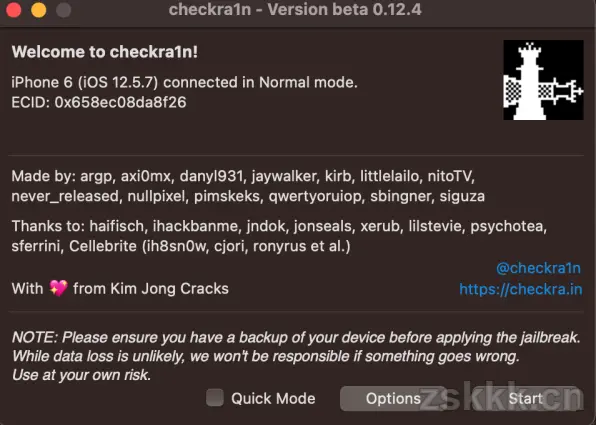 checkra1n - Version beta 0.12.4
Welcome to checkra1n!
iPhone 6 (iOS 12.5.7) connected in Normal mode.
ECID: 0x658ec08da8f26
Made by: argp, axi0mx, danyl931, jaywalker, kirb, littlelailo, nitoTV,
never_released, nullpixel, pimskeks, qwertyoruiop, sbingner, siguza
Thanks to: haifisch, ihackbanme, jndok, jonseals, xerub, lilstevie, psychotea,
sferrini, Cellebrite (ih8sn0w, cjori, ronyrus et al.)
@checkra1n
With 💖 from Kim Jong Cracks
https://checkra.in
NOTE: Please ensure you have a backup of your device before applying the jailbreak.
While data loss is unlikely, we won't be responsible if something goes wrong.
Use at your own risk.
Quick Mode
Options
Start
zskkk.cn